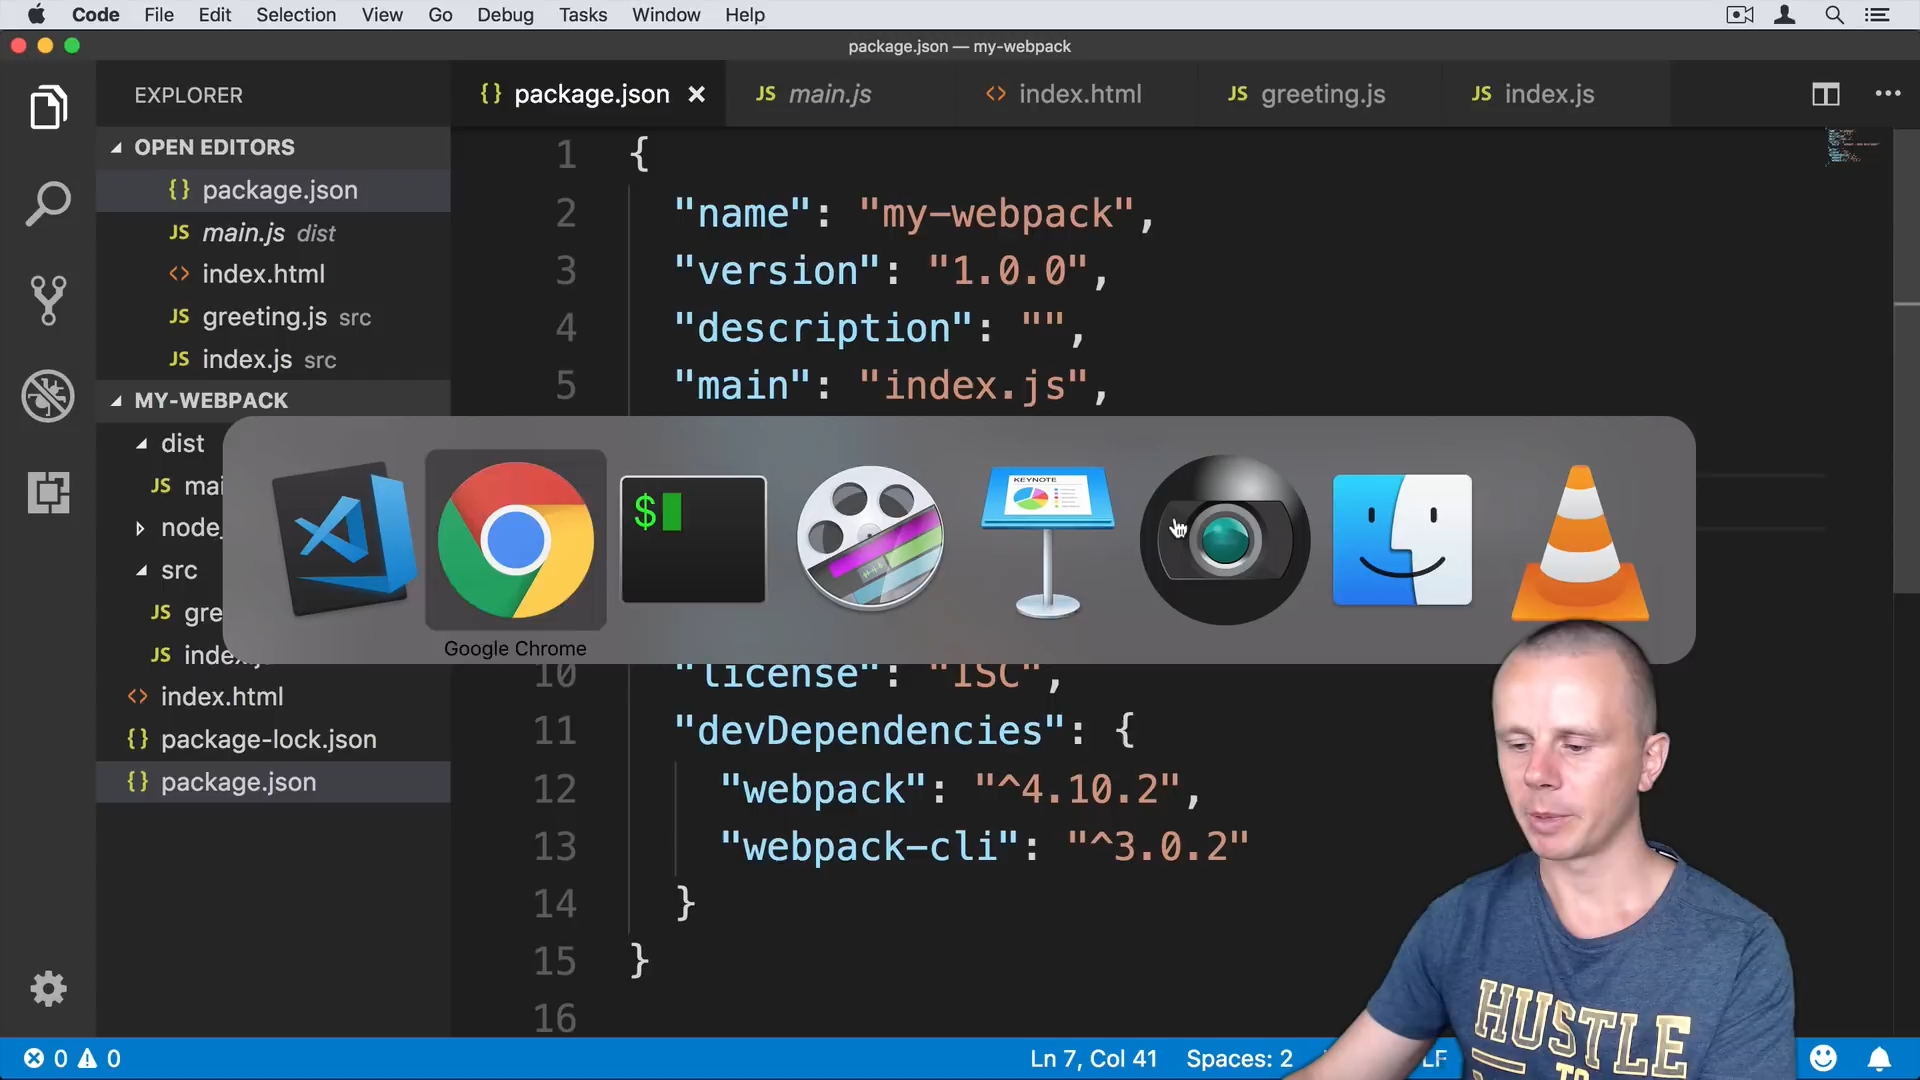 Code File Edit Selection View Go Debug Tasks Window Help
package.json — my-webpack
EXPLORER
{} package.json
JS main.js
<> index.html
JS greeting.js
JS index.js
OPEN EDITORS
{} package.json
JS main.js dist
<> index.html
JS greeting.js src
JS index.js src
MY-WEBPACK
dist
JS mai
node_
src
JS gre
JS index.j
<> index.html
{} package-lock.json
{} package.json
1 {
2 "name": "my-webpack",
3 "version": "1.0.0",
4 "description": "",
5 "main": "index.js",
KEYNOTE
$
Google Chrome
10 "license": "ISC",
11 "devDependencies": {
12 "webpack": "^4.10.2",
13 "webpack-cli": "^3.0.2"
14 }
15 }
16
HUSTLE
TO
0 0
Ln 7, Col 41 Spaces: 2 LF